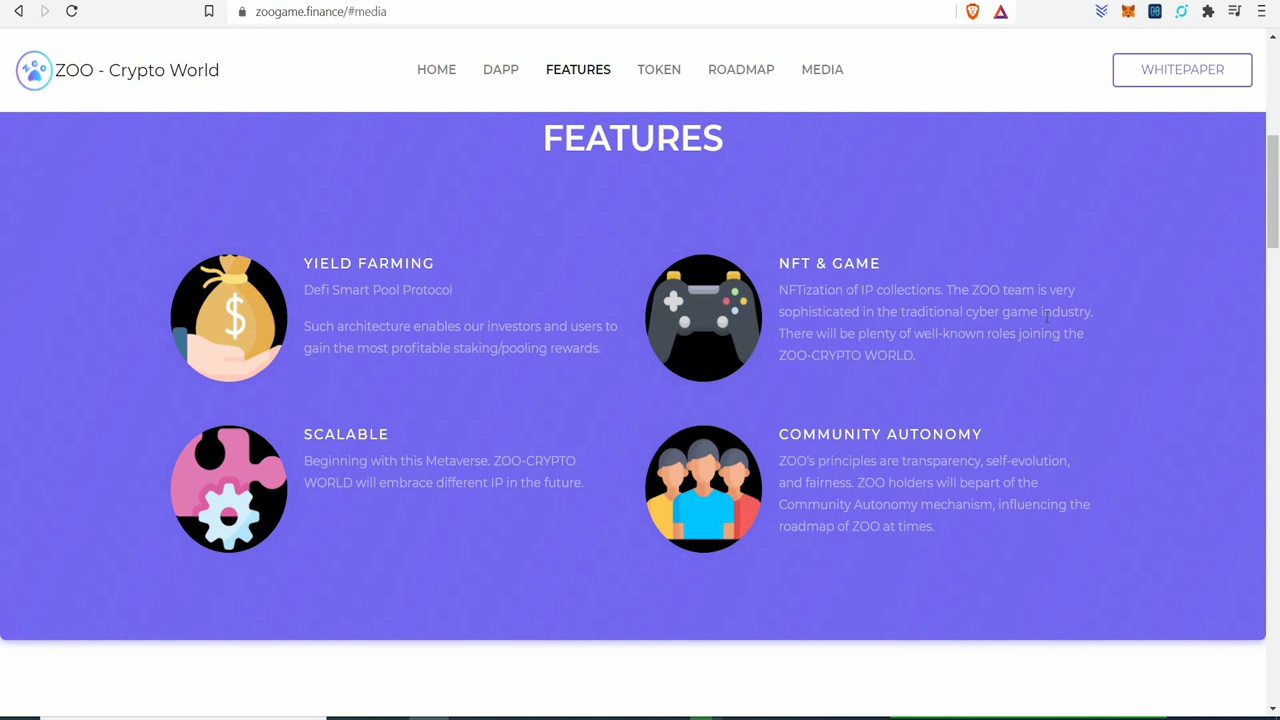 zoogame.finance/#media
ZOO - Crypto World
HOME
DAPP
FEATURES
TOKEN
ROADMAP
MEDIA
WHITEPAPER
FEATURES
YIELD FARMING
Defi Smart Pool Protocol
Such architecture enables our investors and users to
gain the most profitable staking/pooling rewards.
NFT & GAME
NFTization of IP collections. The ZOO team is very
sophisticated in the traditional cyber game industry.
There will be plenty of well-known roles joining the
ZOO-CRYPTO WORLD.
SCALABLE
Beginning with this Metaverse. ZOO-CRYPTO
WORLD will embrace different IP in the future.
COMMUNITY AUTONOMY
ZOO's principles are transparency, self-evolution,
and fairness. ZOO holders will bepart of the
Community Autonomy mechanism, influencing the
roadmap of ZOO at times.